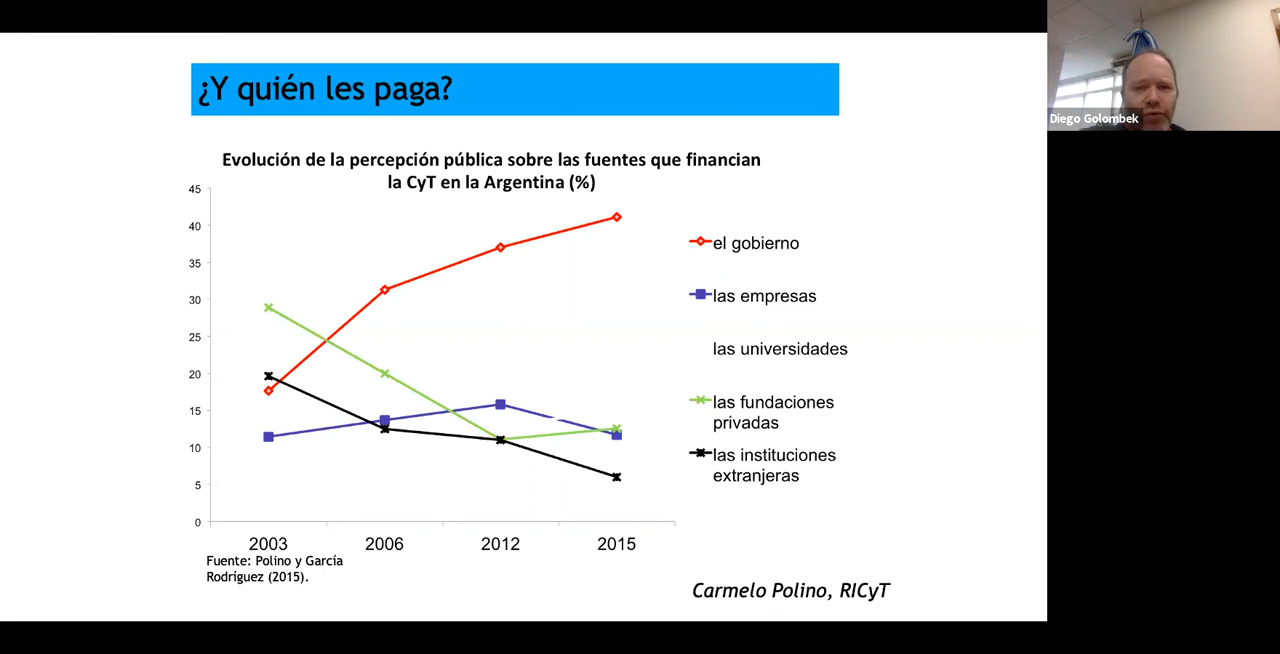 ¿Y quién les paga?
Diego Golombek
Evolución de la percepción pública sobre las fuentes que financian
la CyT en la Argentina (%)
45
40
35
30
25
20
15
10
5
0
2003
2006
2012
2015
el gobierno
las empresas
las universidades
las fundaciones
privadas
las instituciones
extranjeras
Fuente: Polino y García
Rodríguez (2015).
Carmelo Polino, RICyT